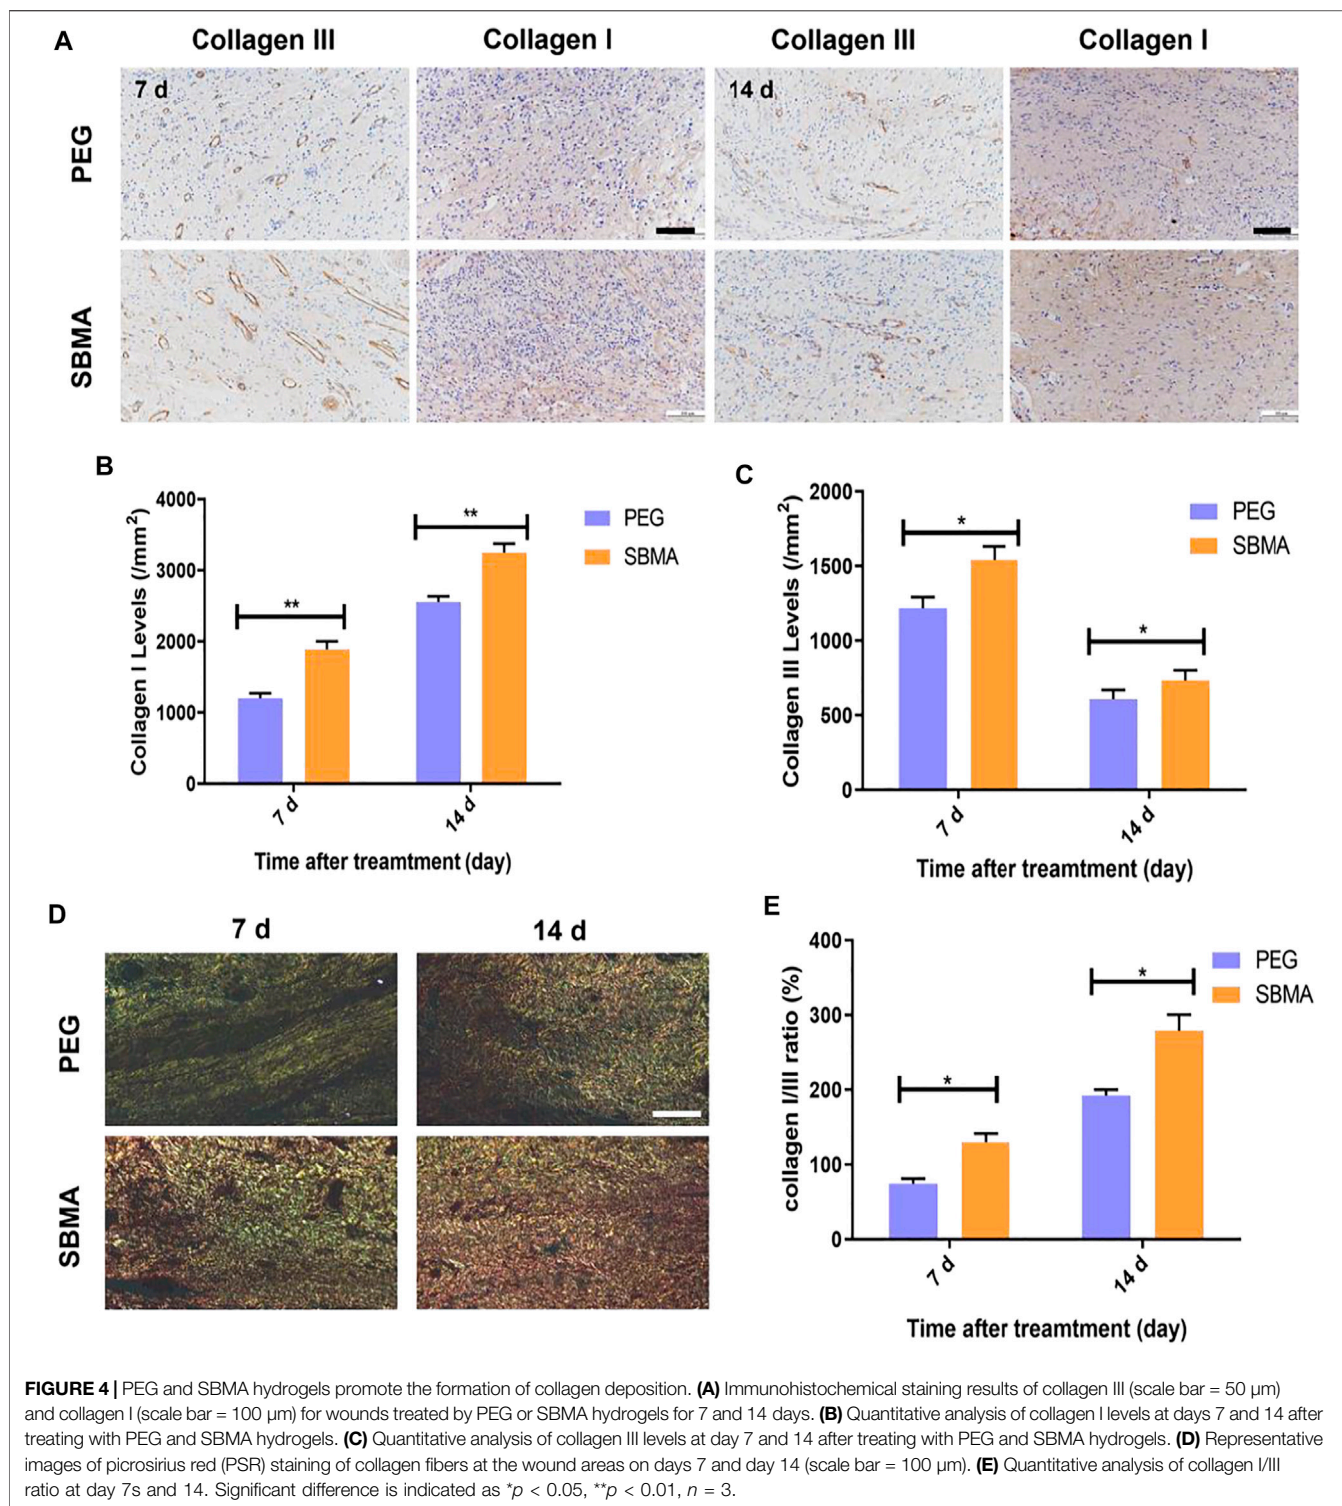 A
Collagen III
Collagen I
Collagen III
Collagen I
7 d
14 d
PEG
SBMA
B
Collagen I Levels (/mm²)
4000
3000
2000
1000
0
**
**
PEG
SBMA
7 d
14 d
Time after treamtment (day)
C
Collagen III Levels (/mm²)
2000
1500
1000
500
0
*
*
PEG
SBMA
7 d
14 d
Time after treamtment (day)
D
7 d
14 d
PEG
SBMA
E
collagen I/III ratio (%)
400
300
200
100
0
*
*
PEG
SBMA
7 d
14 d
Time after treamtment (day)
FIGURE 4 | PEG and SBMA hydrogels promote the formation of collagen deposition. (A) Immunohistochemical staining results of collagen III (scale bar = 50 μm)
and collagen I (scale bar = 100 μm) for wounds treated by PEG or SBMA hydrogels for 7 and 14 days. (B) Quantitative analysis of collagen I levels at days 7 and 14 after
treating with PEG and SBMA hydrogels. (C) Quantitative analysis of collagen III levels at day 7 and 14 after treating with PEG and SBMA hydrogels. (D) Representative
images of picrosirius red (PSR) staining of collagen fibers at the wound areas on days 7 and day 14 (scale bar = 100 μm). (E) Quantitative analysis of collagen I/III
ratio at day 7s and 14. Significant difference is indicated as *p < 0.05, **p < 0.01, n = 3.